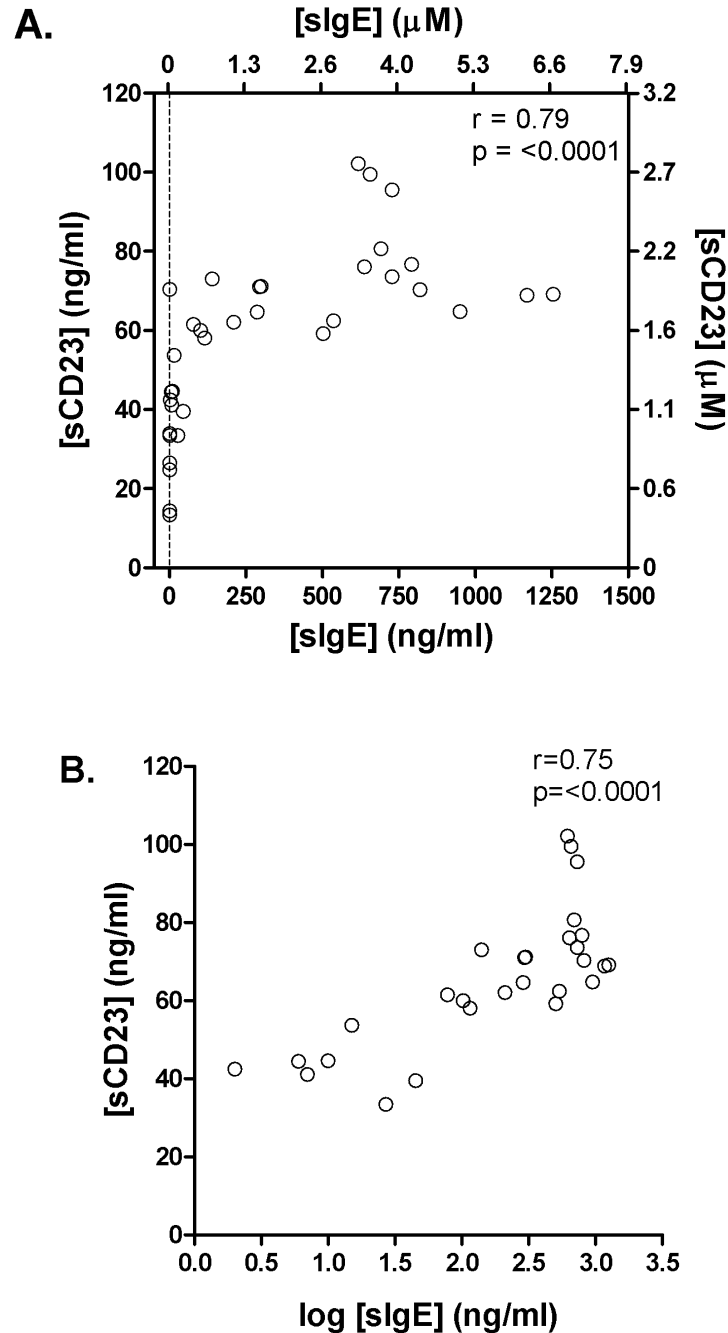 A.
[sIgE] (μM)
0 1.3 2.6 4.0 5.3 6.6 7.9
120 3.2
r = 0.79
p = <0.0001
100 2.7
80 2.2
60 1.6
40 1.1
20 0.6
0 0
[sCD23] (ng/ml)
[sCD23] (μM)
0 250 500 750 1000 1250 1500
[sIgE] (ng/ml)
B.
r=0.75
p=<0.0001
120
100
80
60
40
20
0
[sCD23] (ng/ml)
0.0 0.5 1.0 1.5 2.0 2.5 3.0 3.5
log [sIgE] (ng/ml)